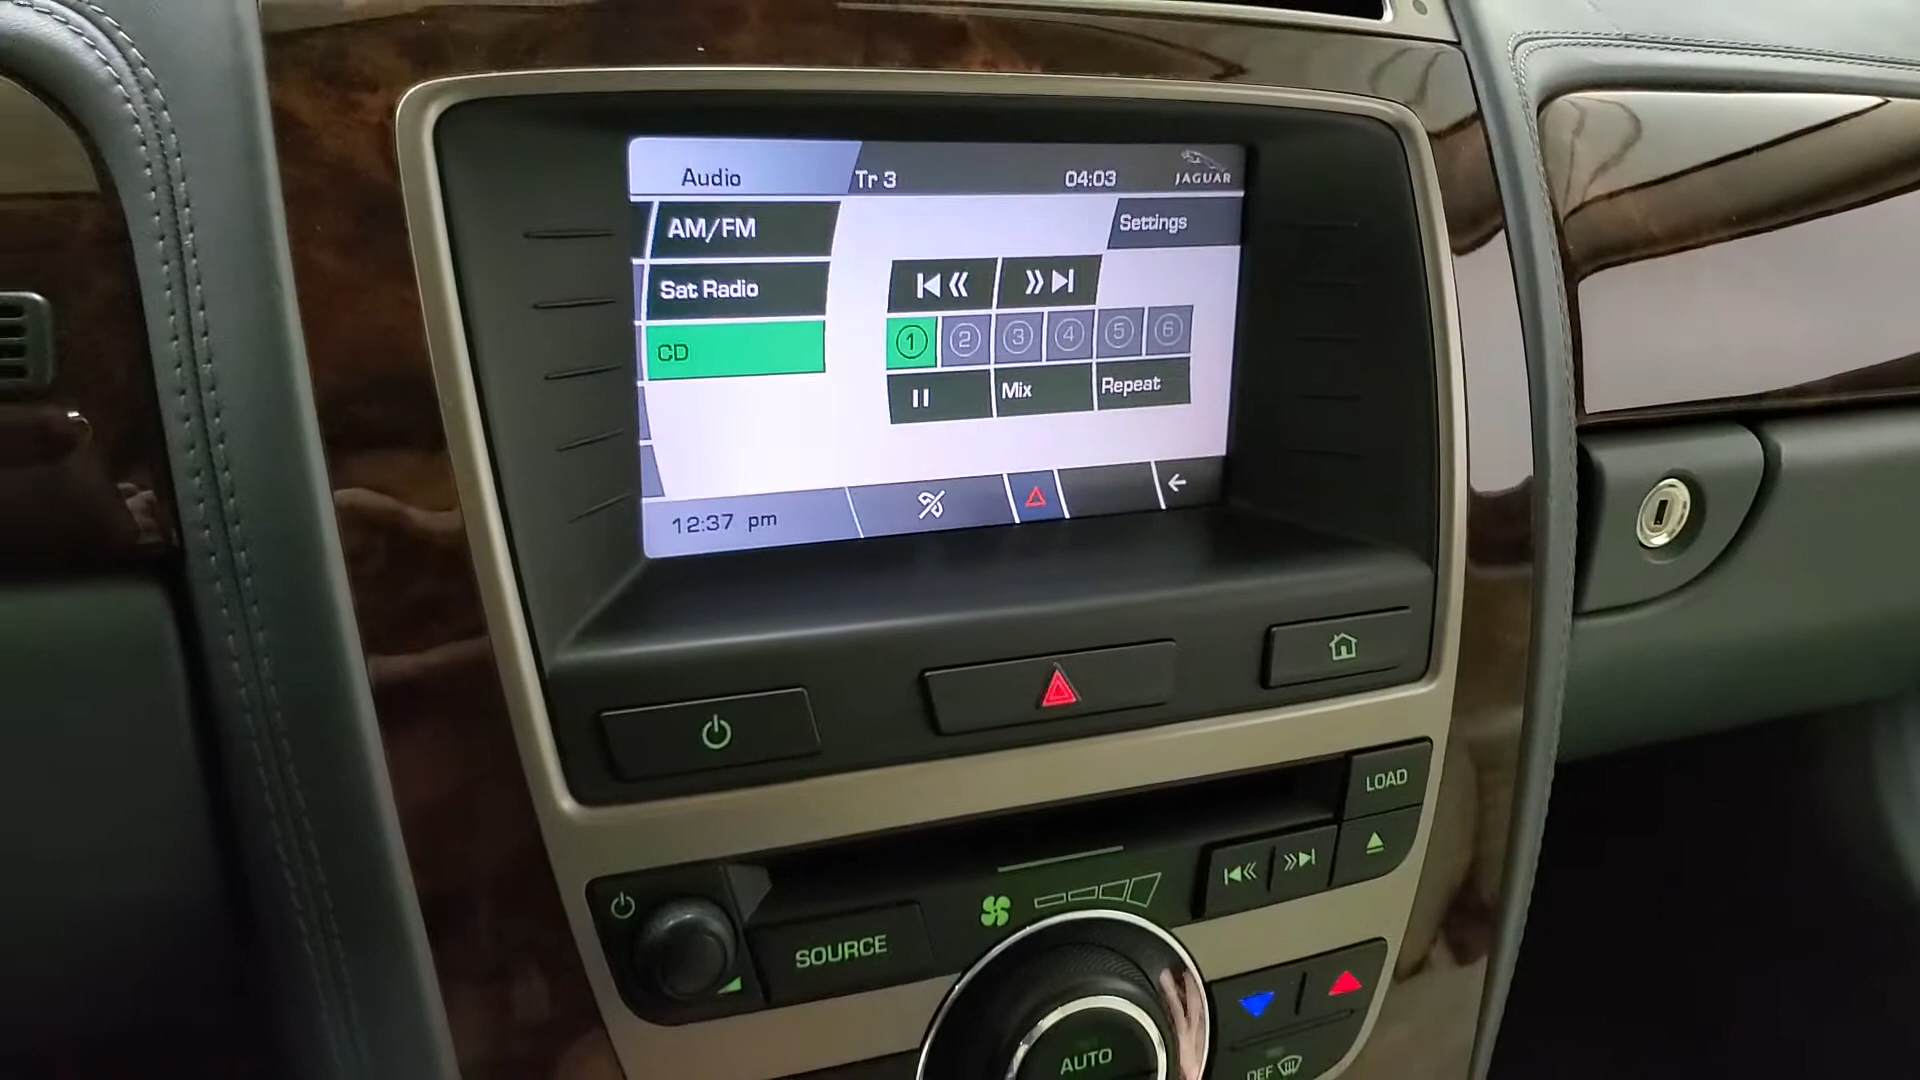 Audio Tr 3 04:03 JAGUAR
AM/FM
Settings
Sat Radio
CD
1 2 3 4 5 6
Mix Repeat
12:37 pm
LOAD
SOURCE
AUTO
DEF